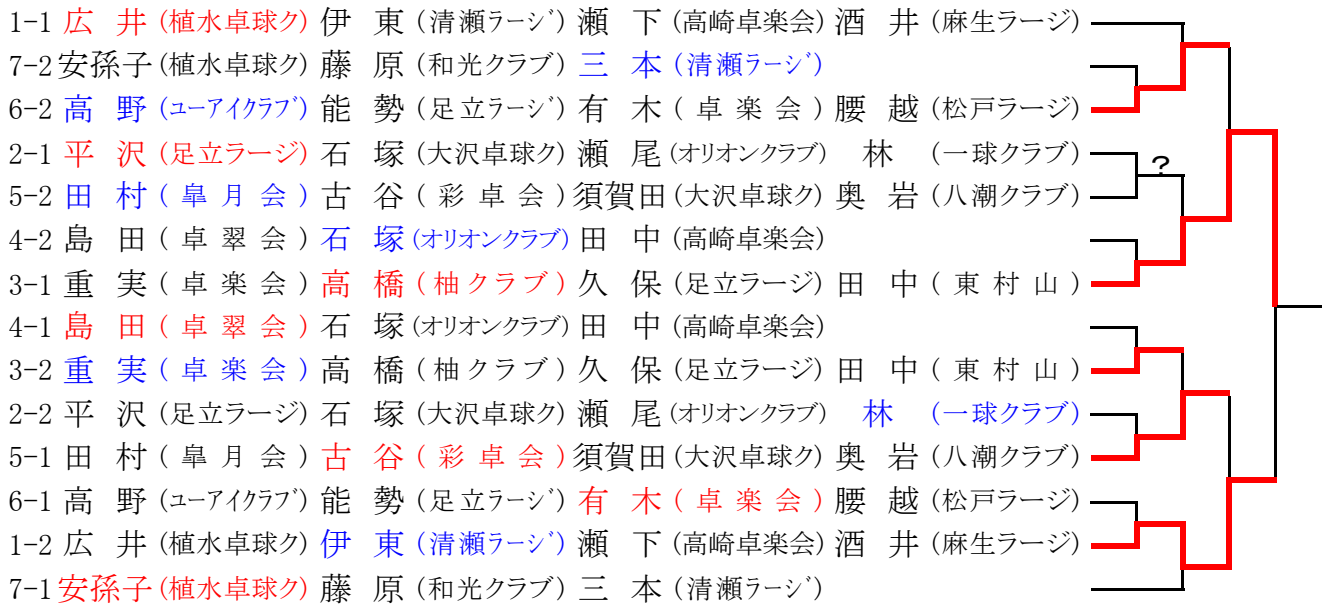 1-1 広 井 (植水卓球ク) 伊 東 (清瀬ラージ) 瀬 下 (高崎卓楽会) 酒 井 (麻生ラージ)
7-2 安孫子 (植水卓球ク) 藤 原 (和光クラブ) 三 本 (清瀬ラージ)
6-2 高 野 (ユーアイクラブ) 能 勢 (足立ラージ) 有 木 ( 卓 楽 会 ) 腰 越 (松戸ラージ)
2-1 平 沢 (足立ラージ) 石 塚 (大沢卓球ク) 瀬 尾 (オリオンクラブ) 林 (一球クラブ)
?
5-2 田 村 ( 皐 月 会 ) 古 谷 ( 彩 卓 会 ) 須賀田 (大沢卓球ク) 奥 岩 (八潮クラブ)
4-2 島 田 ( 卓 翠 会 ) 石 塚 (オリオンクラブ) 田 中 (高崎卓楽会)
3-1 重 実 ( 卓 楽 会 ) 高 橋 ( 柚クラブ ) 久 保 (足立ラージ) 田 中 ( 東 村 山 )
4-1 島 田 ( 卓 翠 会 ) 石 塚 (オリオンクラブ) 田 中 (高崎卓楽会)
3-2 重 実 ( 卓 楽 会 ) 高 橋 ( 柚クラブ ) 久 保 (足立ラージ) 田 中 ( 東 村 山 )
2-2 平 沢 (足立ラージ) 石 塚 (大沢卓球ク) 瀬 尾 (オリオンクラブ) 林 (一球クラブ)
5-1 田 村 ( 皐 月 会 ) 古 谷 ( 彩 卓 会 ) 須賀田 (大沢卓球ク) 奥 岩 (八潮クラブ)
6-1 高 野 (ユーアイクラブ) 能 勢 (足立ラージ) 有 木 ( 卓 楽 会 ) 腰 越 (松戸ラージ)
1-2 広 井 (植水卓球ク) 伊 東 (清瀬ラージ) 瀬 下 (高崎卓楽会) 酒 井 (麻生ラージ)
7-1 安孫子 (植水卓球ク) 藤 原 (和光クラブ) 三 本 (清瀬ラージ)